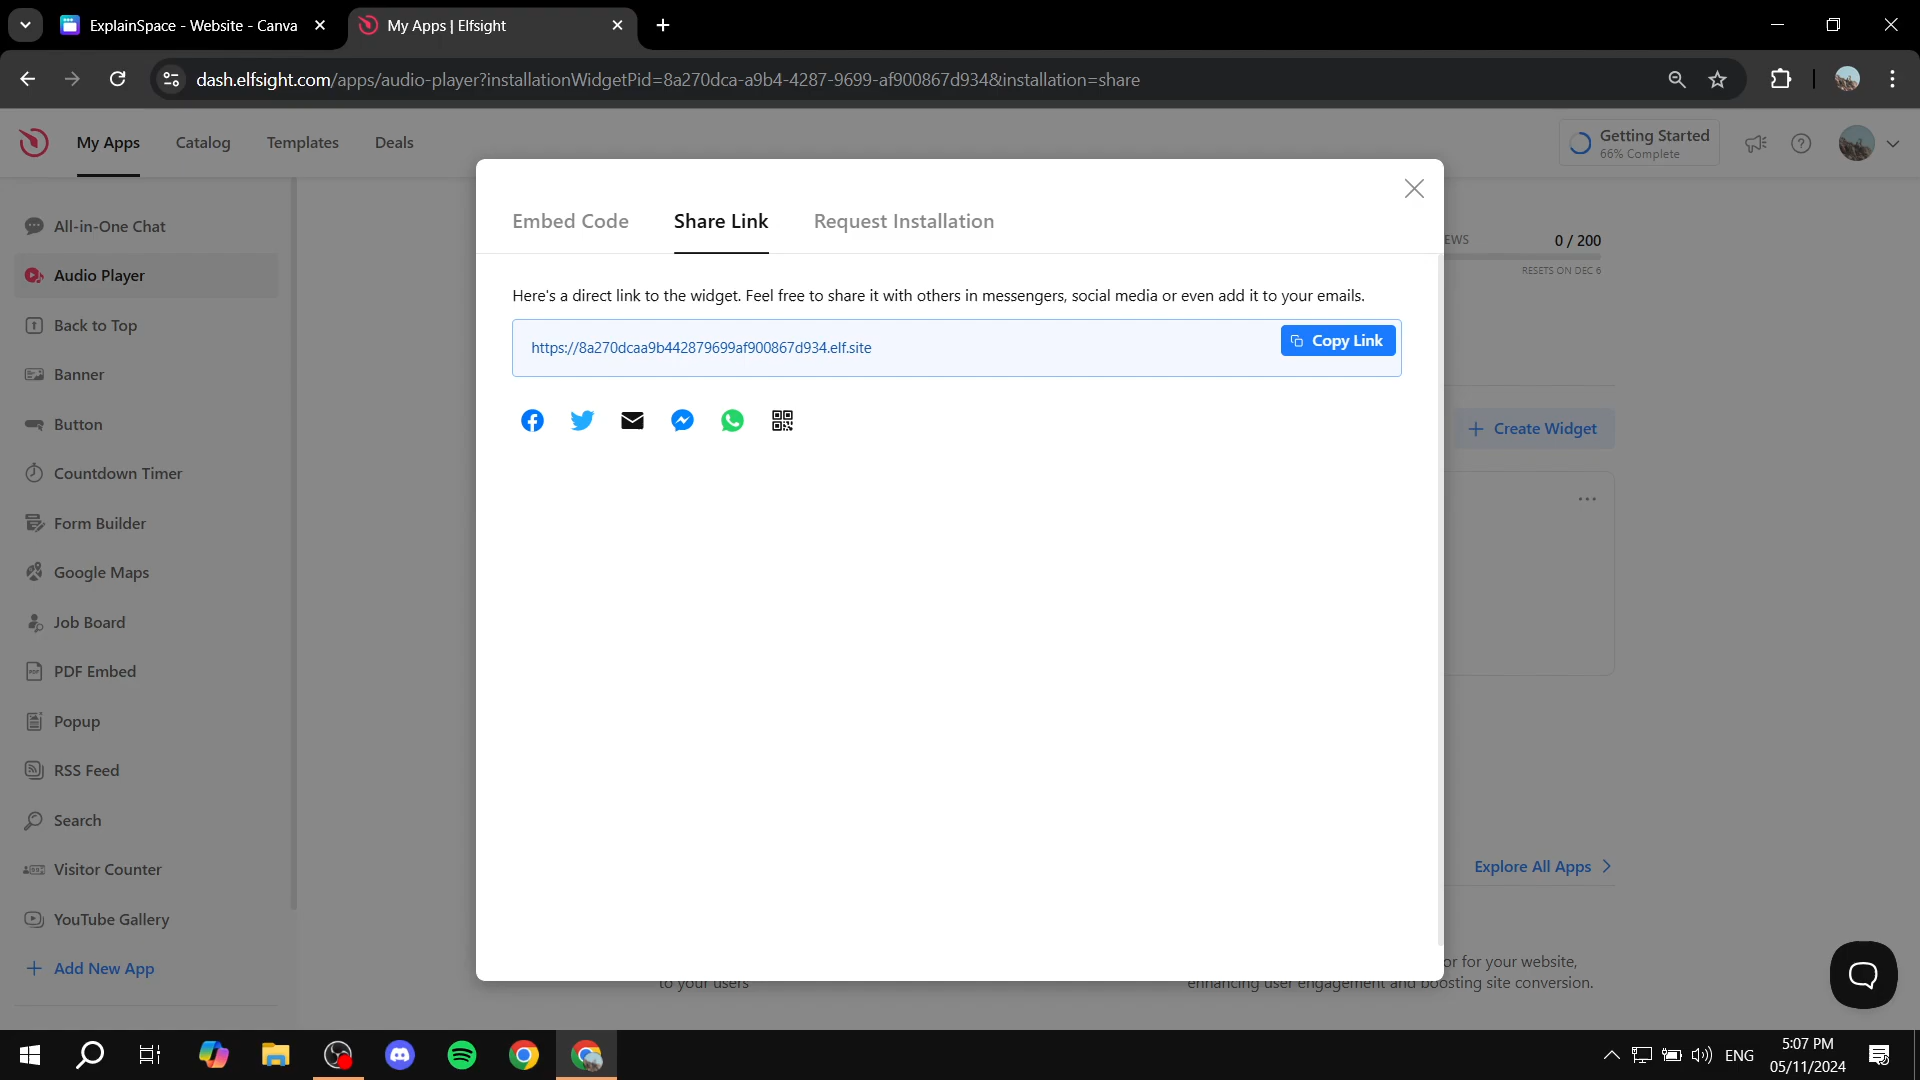 ExplainSpace - Website - Canva
My Apps | Elfsight
dash.elfsight.com/apps/audio-player?installationWidgetPid=8a270dca-a9b4-4287-9699-af900867d934&installation=share
My Apps
Catalog
Templates
Deals
Getting Started
66% Complete
All-in-One Chat
Audio Player
Back to Top
Banner
Button
Countdown Timer
Form Builder
Google Maps
Job Board
PDF Embed
Popup
RSS Feed
Search
Visitor Counter
YouTube Gallery
Add New App
Embed Code
Share Link
Request Installation
Here's a direct link to the widget. Feel free to share it with others in messengers, social media or even add it to your emails.
https://8a270dcaa9b442879699af900867d934.elf.site
Copy Link
EWS
0 / 200
RESETS ON DEC 6
Create Widget
Explore All Apps
or for your website,
to your users
enhancing user engagement and boosting site conversion.
ENG
5:07 PM
05/11/2024